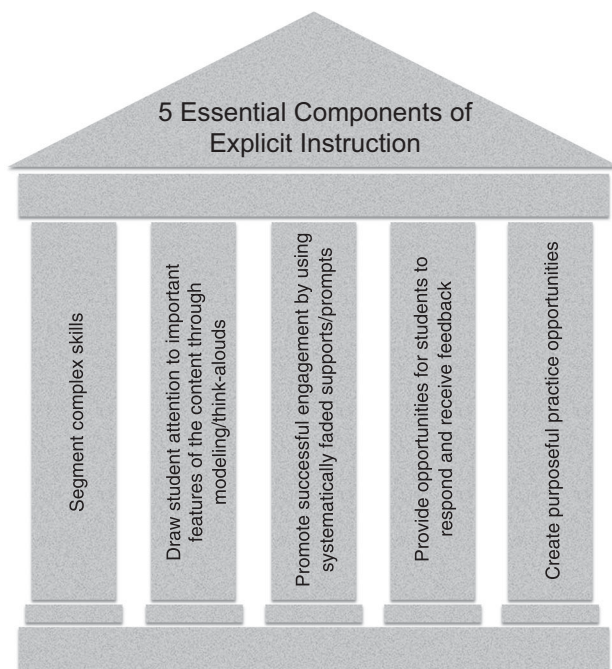 5 Essential Components of
Explicit Instruction
Segment complex skills
Draw student attention to important
features of the content through
modeling/think-alouds
Promote successful engagement by using
systematically faded supports/prompts
Provide opportunities for students to
respond and receive feedback
Create purposeful practice opportunities